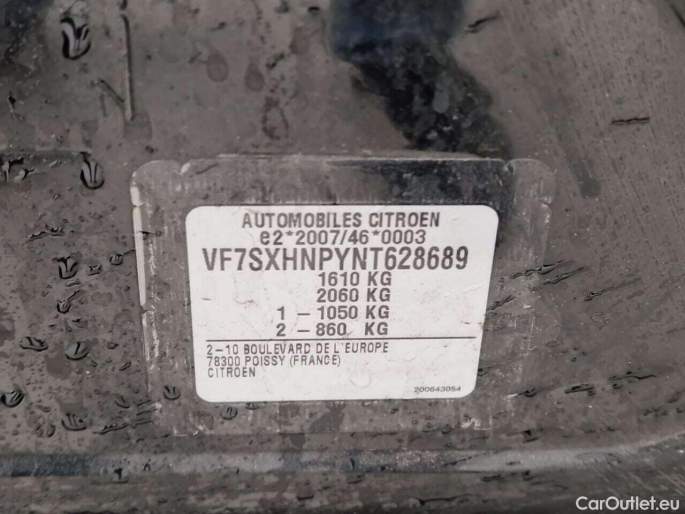 AUTOMOBILES CITROEN
e2*2007/46*0003
VF7SXHNPYNT628689
1610 KG
2060 KG
1 - 1050 KG
2 - 860 KG
2-10 BOULEVARD DE L'EUROPE
78300 POISSY (FRANCE)
CITROEN
200643054
CarOutlet.eu